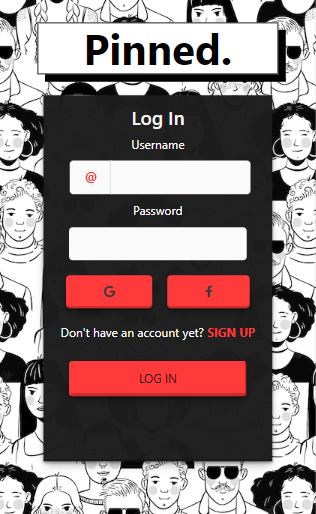 Pinned.
Log In
Username
@
Password
G f
Don't have an account yet? SIGN UP
LOG IN